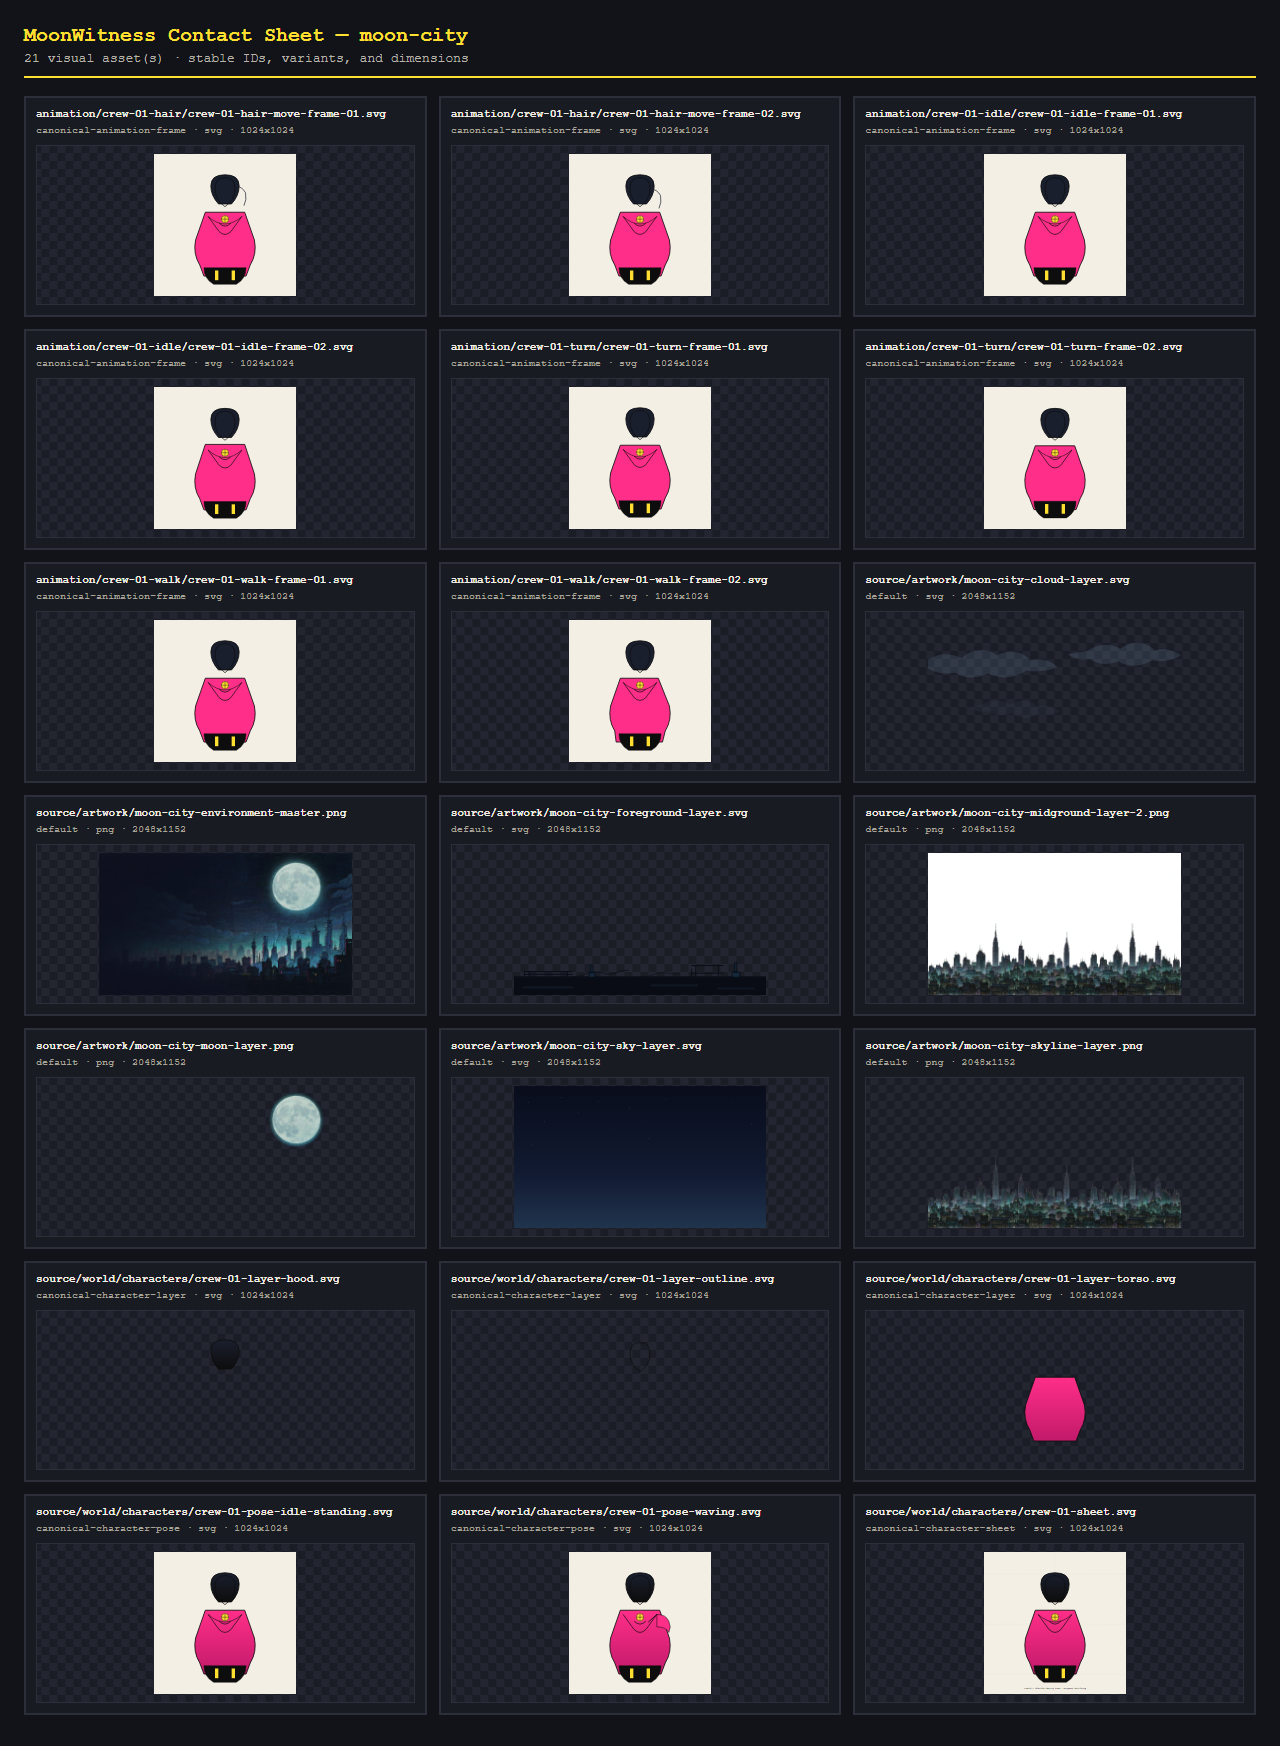 MoonWitness Contact Sheet — moon-city
21 visual asset(s) · stable IDs, variants, and dimensions
animation/crew-01-hair/crew-01-hair-move-frame-01.svg
canonical-animation-frame · svg · 1024x1024
animation/crew-01-hair/crew-01-hair-move-frame-02.svg
canonical-animation-frame · svg · 1024x1024
animation/crew-01-idle/crew-01-idle-frame-01.svg
canonical-animation-frame · svg · 1024x1024
animation/crew-01-idle/crew-01-idle-frame-02.svg
canonical-animation-frame · svg · 1024x1024
animation/crew-01-turn/crew-01-turn-frame-01.svg
canonical-animation-frame · svg · 1024x1024
animation/crew-01-turn/crew-01-turn-frame-02.svg
canonical-animation-frame · svg · 1024x1024
animation/crew-01-walk/crew-01-walk-frame-01.svg
canonical-animation-frame · svg · 1024x1024
animation/crew-01-walk/crew-01-walk-frame-02.svg
canonical-animation-frame · svg · 1024x1024
source/artwork/moon-city-cloud-layer.svg
default · svg · 2048x1152
source/artwork/moon-city-environment-master.png
default · png · 2048x1152
source/artwork/moon-city-foreground-layer.svg
default · svg · 2048x1152
source/artwork/moon-city-midground-layer-2.png
default · png · 2048x1152
source/artwork/moon-city-moon-layer.png
default · png · 2048x1152
source/artwork/moon-city-sky-layer.svg
default · svg · 2048x1152
source/artwork/moon-city-skyline-layer.png
default · png · 2048x1152
source/world/characters/crew-01-layer-hood.svg
canonical-character-layer · svg · 1024x1024
source/world/characters/crew-01-layer-outline.svg
canonical-character-layer · svg · 1024x1024
source/world/characters/crew-01-layer-torso.svg
canonical-character-layer · svg · 1024x1024
source/world/characters/crew-01-pose-idle-standing.svg
canonical-character-pose · svg · 1024x1024
source/world/characters/crew-01-pose-waving.svg
canonical-character-pose · svg · 1024x1024
source/world/characters/crew-01-sheet.svg
canonical-character-sheet · svg · 1024x1024